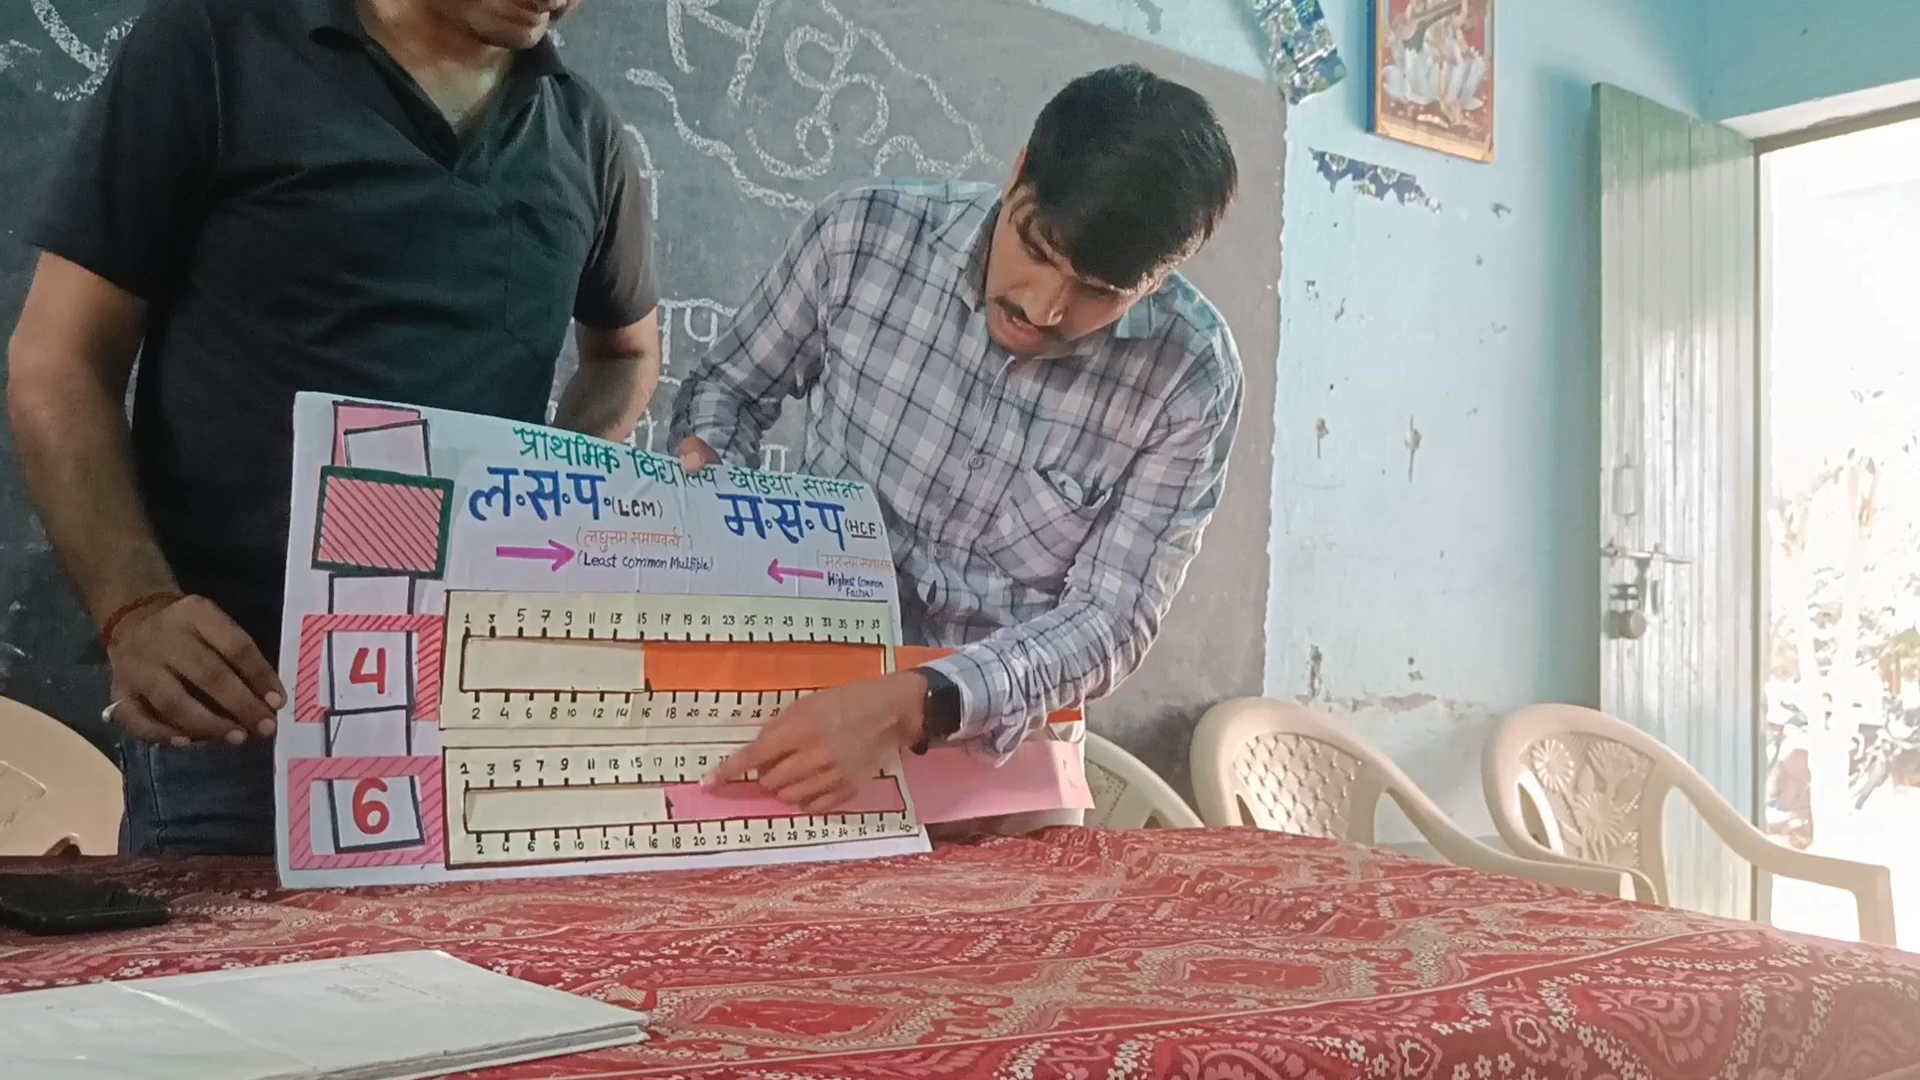 प्राथमिक विद्यालय खेडिया, सासनी
ल.स.प.(LCM)
म.स.प (HCF)
(लघुत्तम समापवर्त्य)
(Least common Multiple)
Highest Common
Factor)
1 3 5 7 9 11 13 15 17 19 21 23 25 27 29 31 33 35 37 39
4
2 4 6 8 10 12 14 16 18 20 22 24 26
1 3 5 7 9 11 13 15 17 19 21
6
2 4 6 8 10 12 14 16 18 20 22 24 26 28 30 32 34 36 38 40